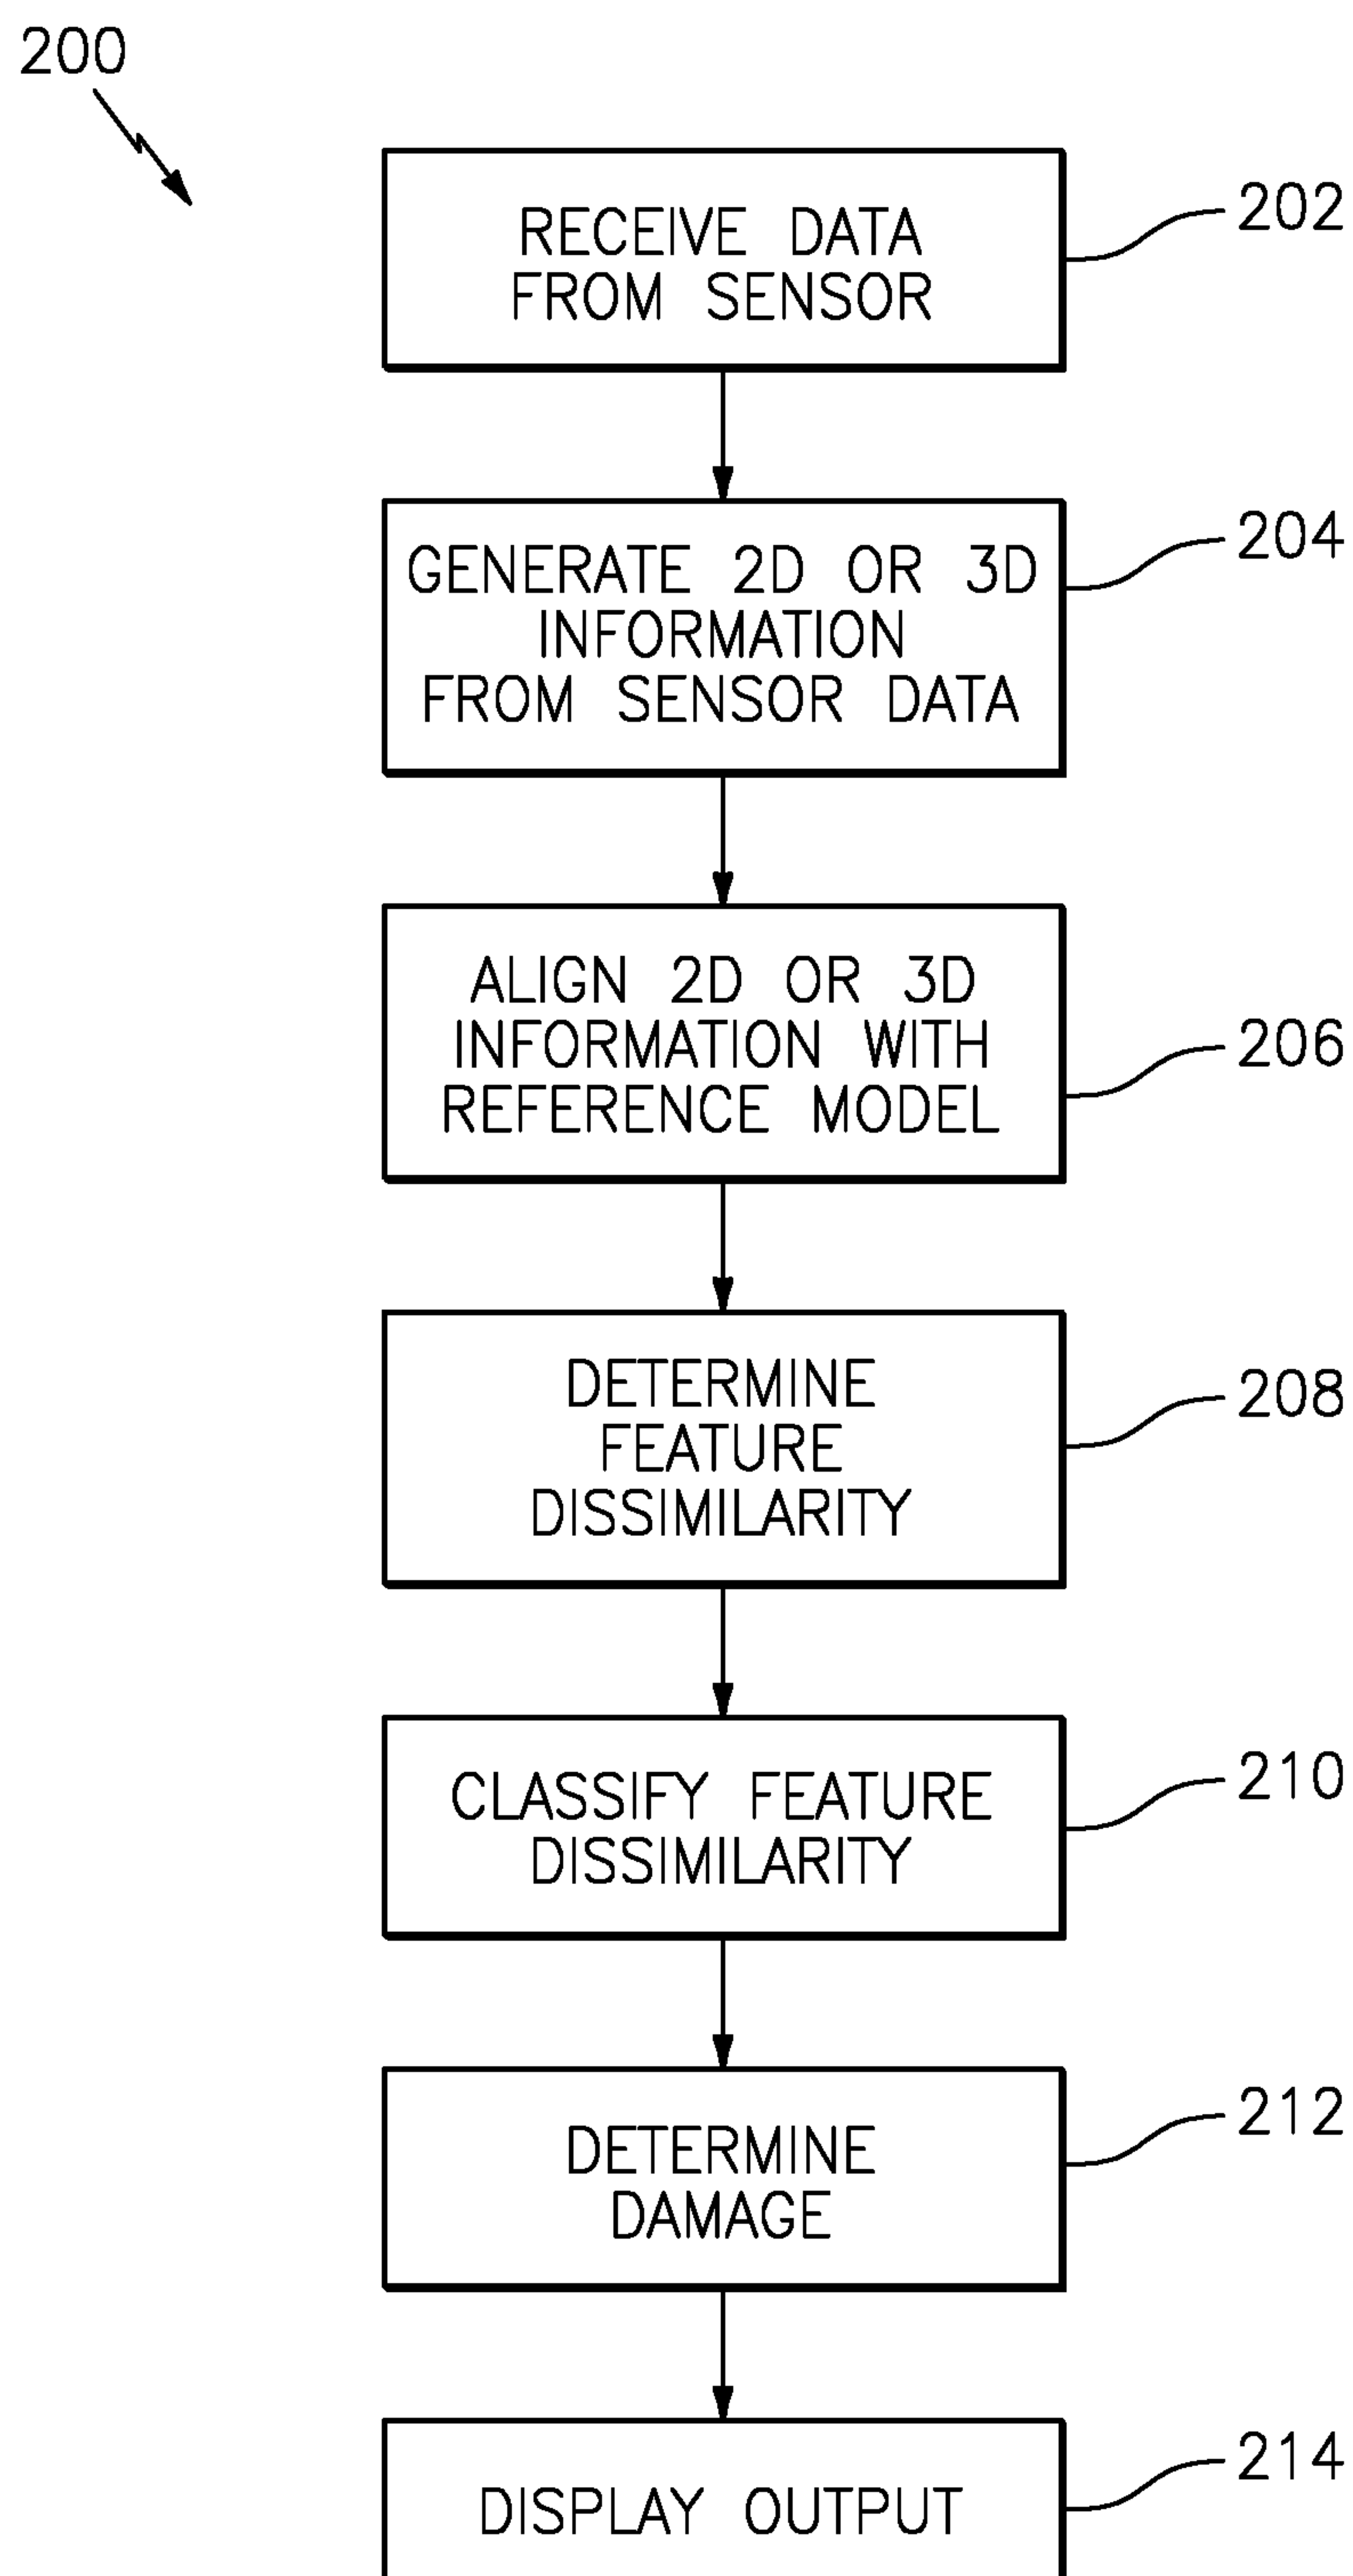 200
RECEIVE DATA
FROM SENSOR
202
GENERATE 2D OR 3D
INFORMATION
FROM SENSOR DATA
204
ALIGN 2D OR 3D
INFORMATION WITH
REFERENCE MODEL
206
DETERMINE
FEATURE
DISSIMILARITY
208
CLASSIFY FEATURE
DISSIMILARITY
210
DETERMINE
DAMAGE
212
DISPLAY OUTPUT
214